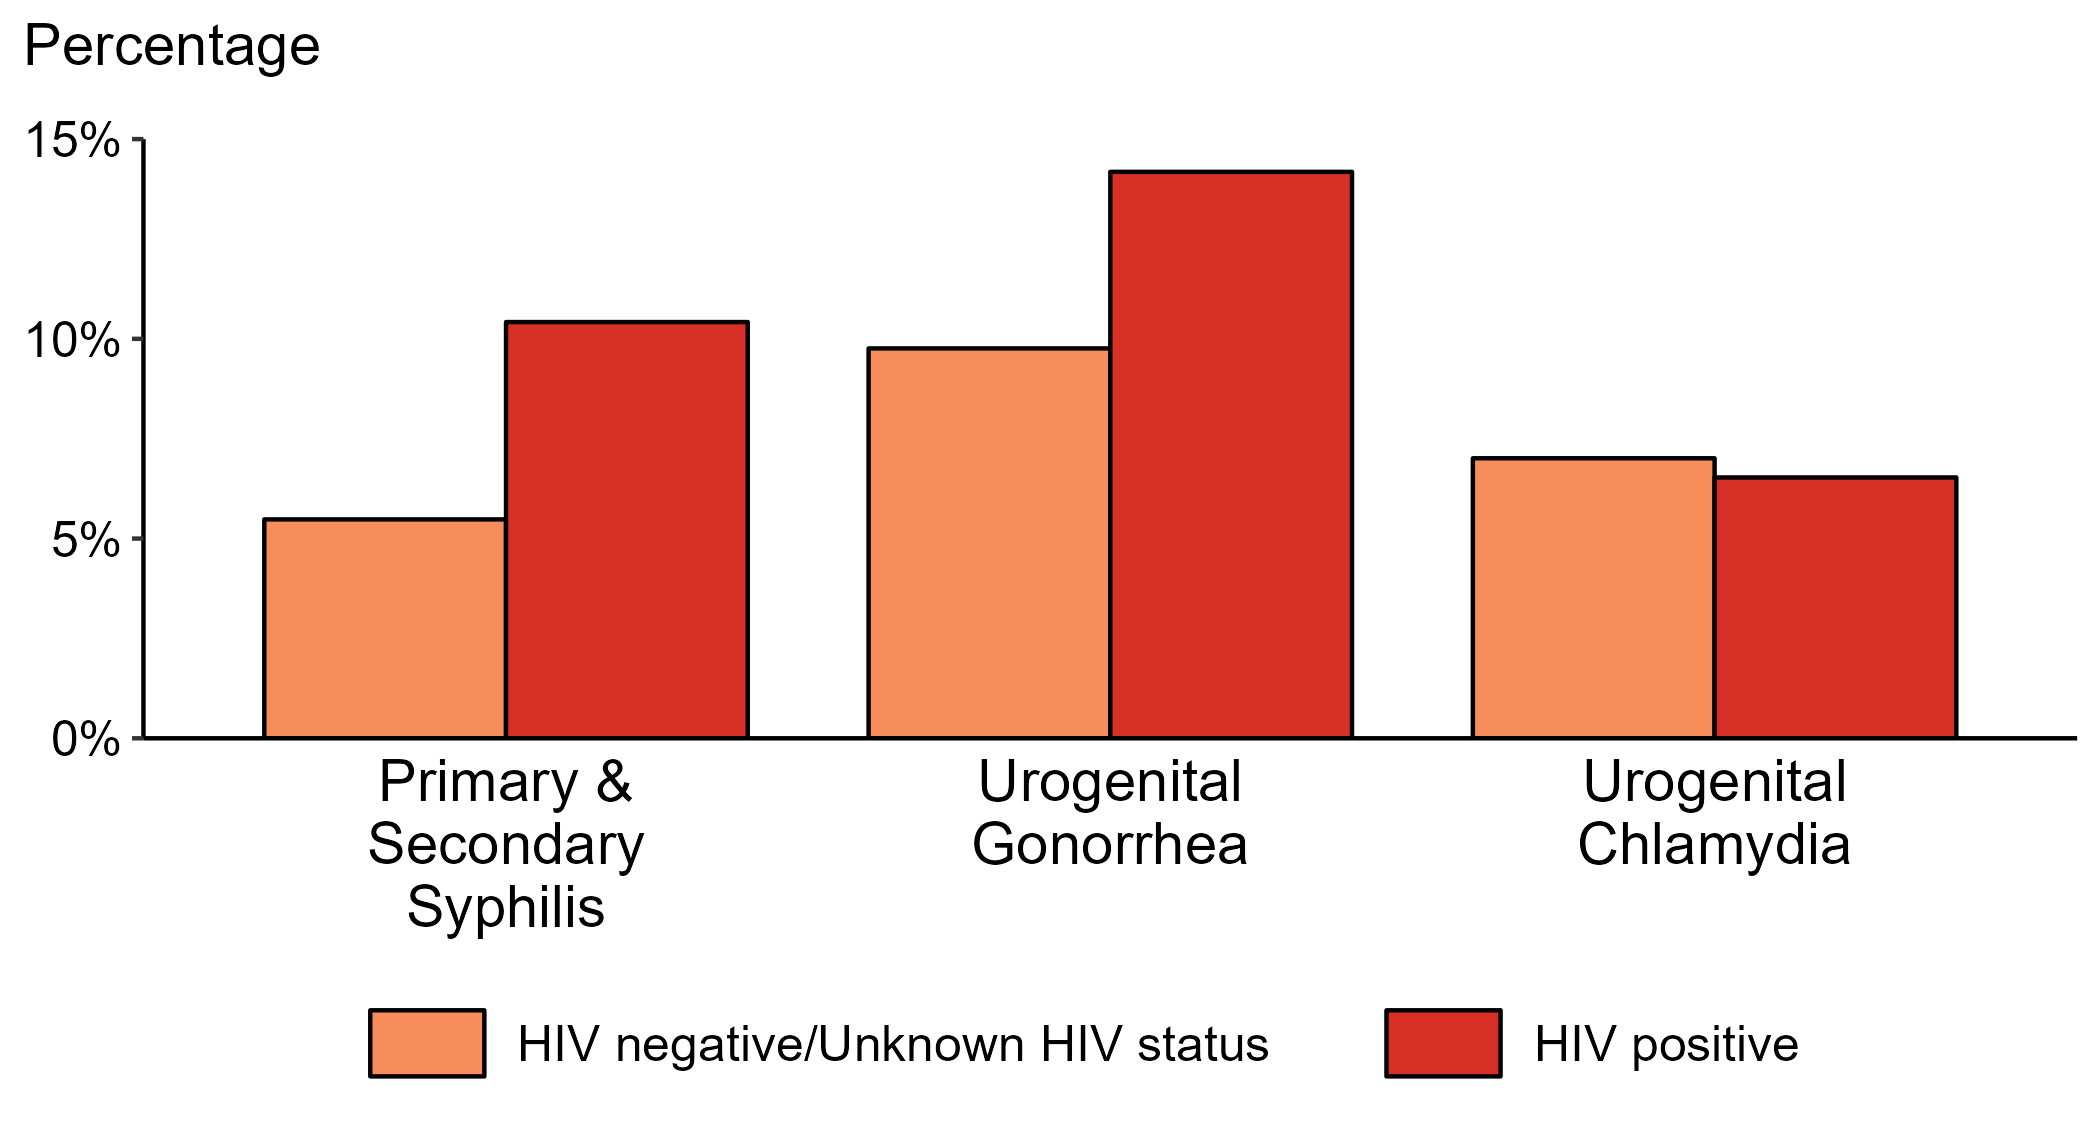 Percentage
15%
10%
5%
0%
Primary &
Secondary
Syphilis
Urogenital
Gonorrhea
Urogenital
Chlamydia
HIV negative/Unknown HIV status
HIV positive